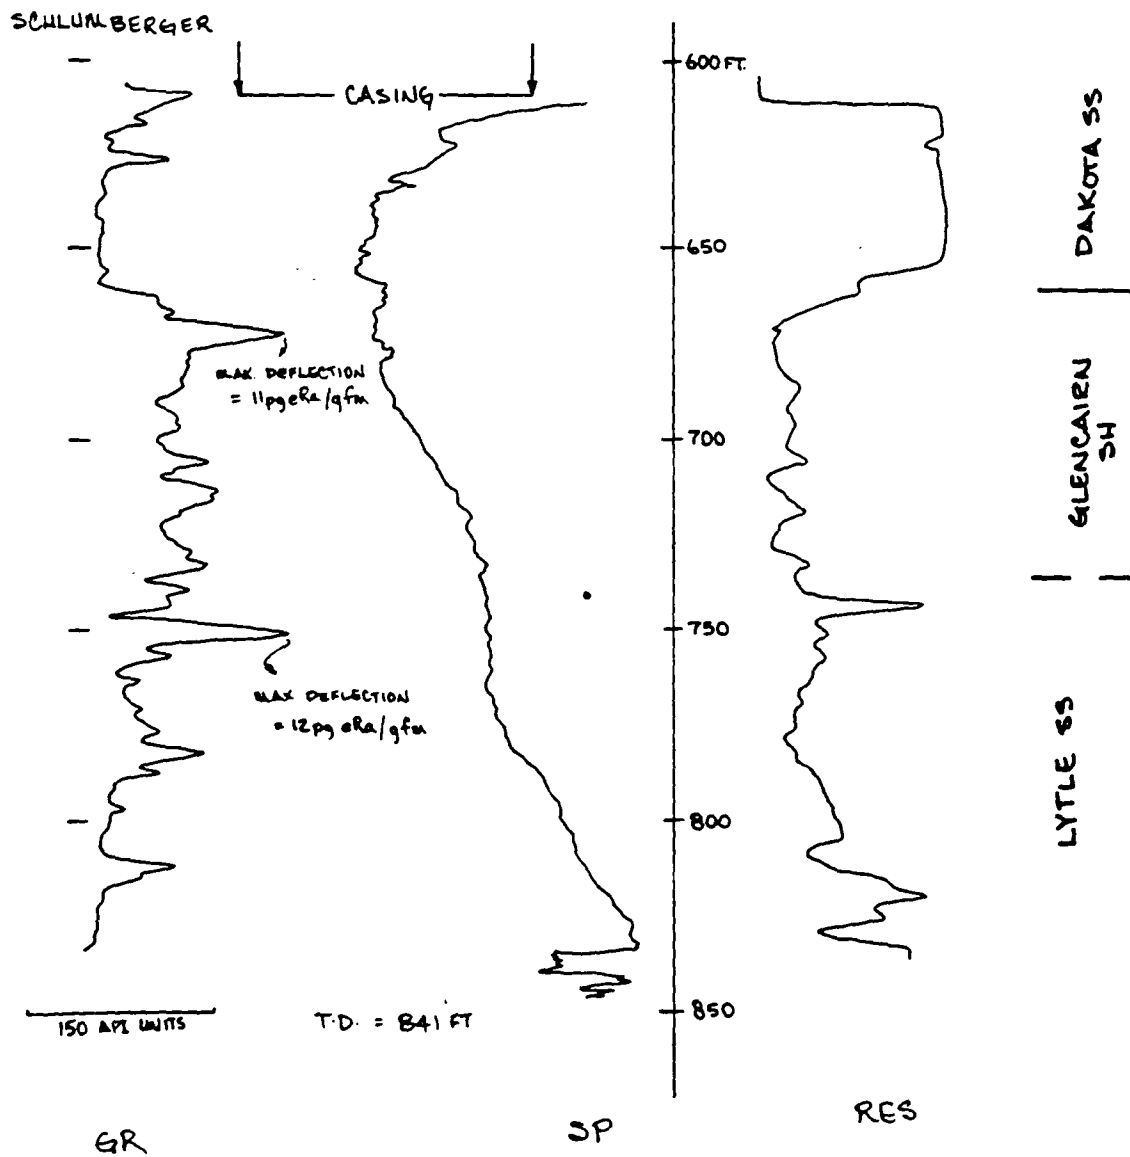 SCHLUMBERGER
600 FT.
CASING
DAKOTA SS
650
MAX. DEFLECTION
= 11pg eRa/gfm
GLENCAIRN
SH
700
750
MAX DEFLECTION
= 12pg eRa/gfm
LYTLE SS
800
850
150 API UNITS
T.D. = 841 FT
GR
SP
RES